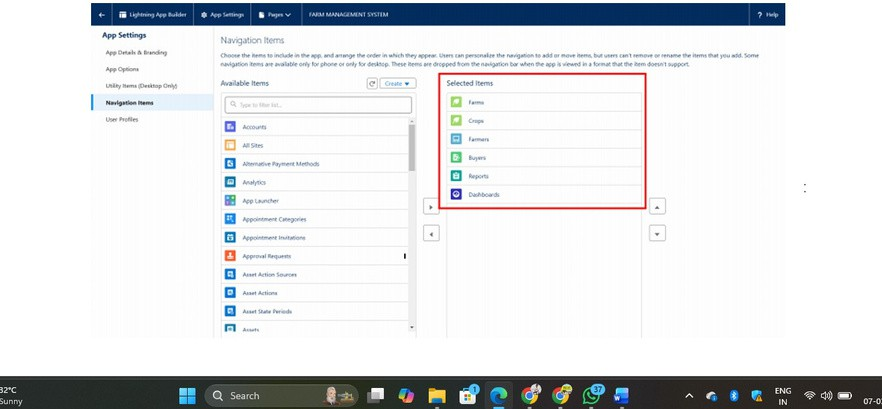 Lightning App Builder App Settings Pages FARM MANAGEMENT SYSTEM ? Help
App Settings
App Details & Branding
App Options
Utility Items (Desktop Only)
Navigation Items
User Profiles
Navigation Items
Choose the items to include in the app, and arrange the order in which they appear. Users can personalize the navigation to add or move items, but users can't remove or rename the items that you add. Some
navigation items are available only for phone or only for desktop. These items are dropped from the navigation bar when the app is viewed in a format that the item doesn't support.
Available Items
Create
Type to filter list...
Accounts
All Sites
Alternative Payment Methods
Analytics
App Launcher
Appointment Categories
Appointment Invitations
Approval Requests
Asset Action Sources
Asset Actions
Asset State Periods
Assets
Selected Items
Farms
Crops
Farmers
Buyers
Reports
Dashboards
:
32°C
Sunny
Search
1
37
ENG
IN
07-0